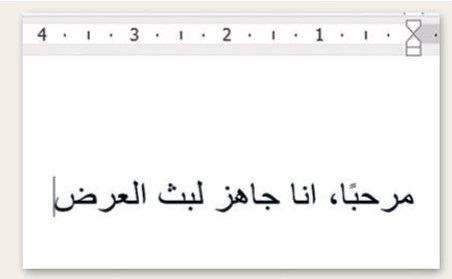 4 · ı · 3 · ı · 2 · ı · 1 · ı ·
مرحبًا، انا جاهز لبث العرض